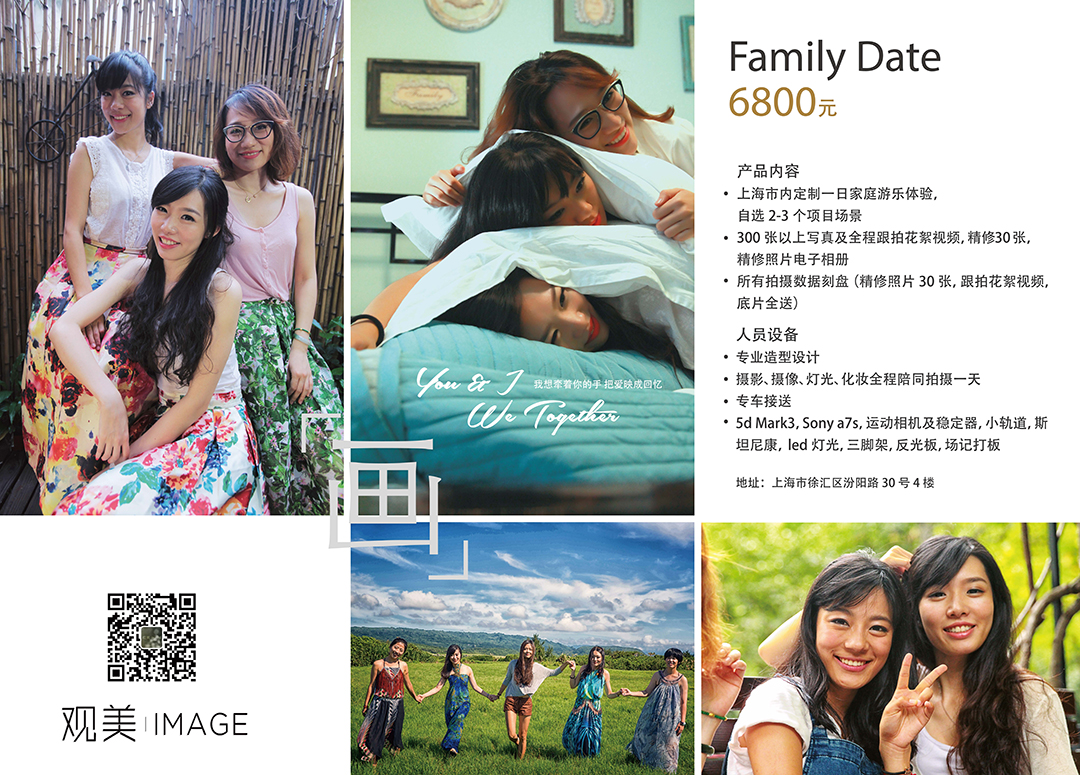 Family Date
6800元
产品内容
• 上海市内定制一日家庭游乐体验,
自选 2-3 个项目场景
• 300 张以上写真及全程跟拍花絮视频, 精修30张,
精修照片电子相册
• 所有拍摄数据刻盘（精修照片 30 张, 跟拍花絮视频,
底片全送）
人员设备
• 专业造型设计
• 摄影、摄像、灯光、化妆全程陪同拍摄一天
• 专车接送
• 5d Mark3, Sony a7s, 运动相机及稳定器, 小轨道, 斯
坦尼康, led 灯光, 三脚架, 反光板, 场记打板
地址：上海市徐汇区汾阳路 30 号 4 楼
You & I 我想牵着你的手 把爱映成回忆
We Together
「画」
观美 | IMAGE